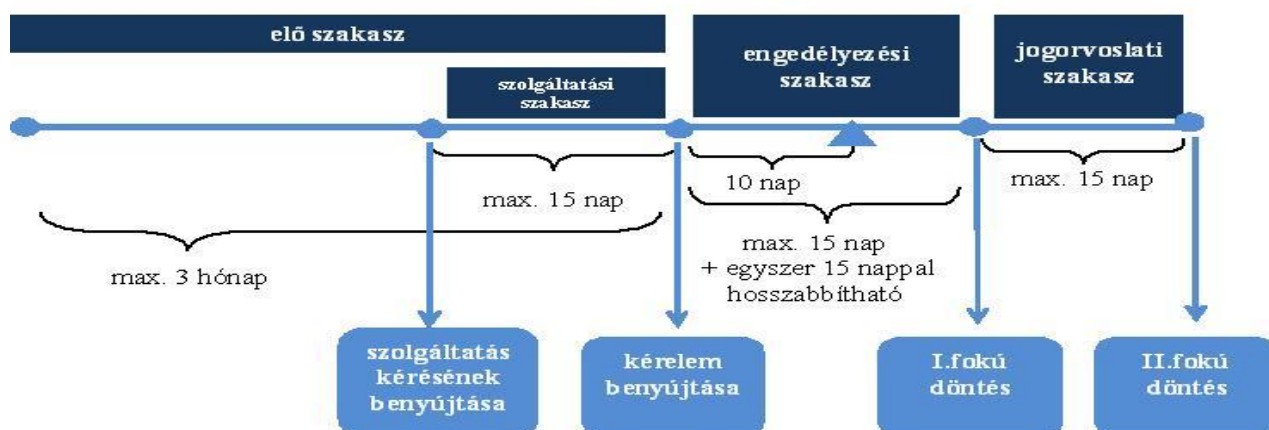 elő szakasz
szolgáltatási
szakasz
engedélyezési
szakasz
jogorvoslati
szakasz
max. 15 nap
10 nap
max. 15 nap
max. 3 hónap
max. 15 nap
+ egyszer 15 nappal
hosszabbítható
szolgáltatás
kérésének
benyújtása
kérelem
benyújtása
I.fokú
döntés
II.fokú
döntés